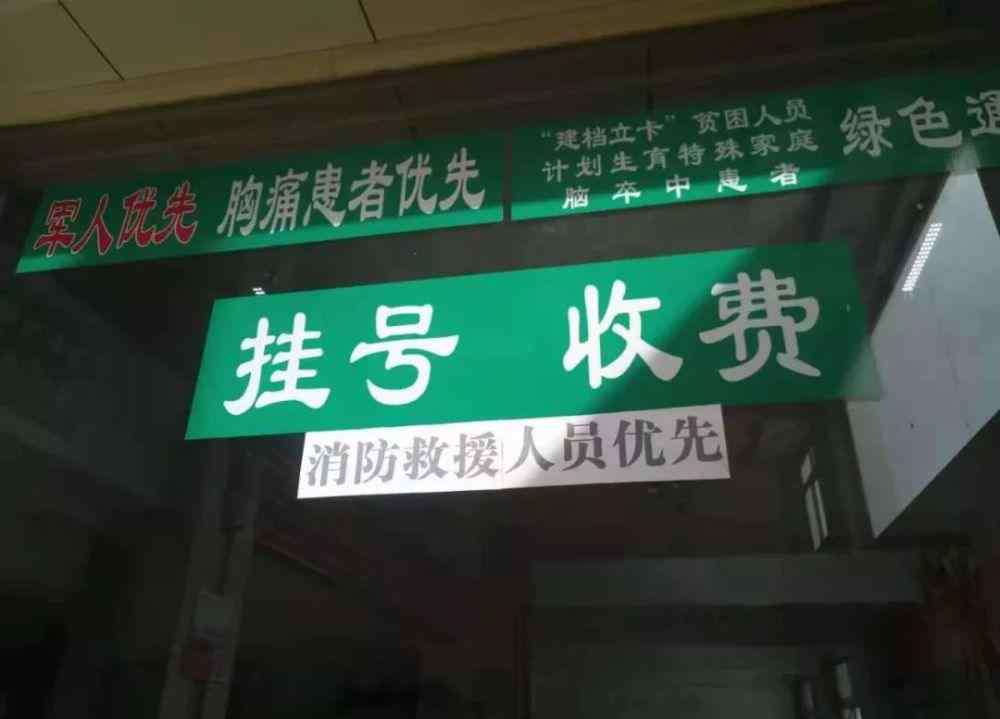 军人优先 胸痛患者优先
“建档立卡”贫困人员
计划生育特殊家庭
脑卒中患者
绿色通
挂号 收费
消防救援人员优先